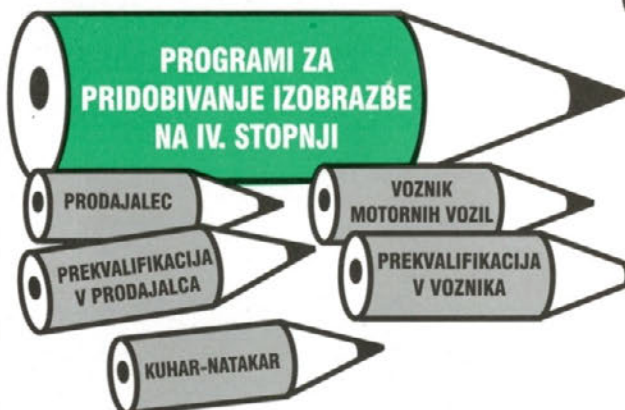 PROGRAMI ZA
PRIDOBIVANJE IZOBRAZBE
NA IV. STOPNJI
PRODAJALEC
VOZNIK
MOTORNIH VOZIL
PREKVALIFIKACIJA
V PRODAJALCA
PREKVALIFIKACIJA
V VOZNIKA
KUHAR-NATAKAR